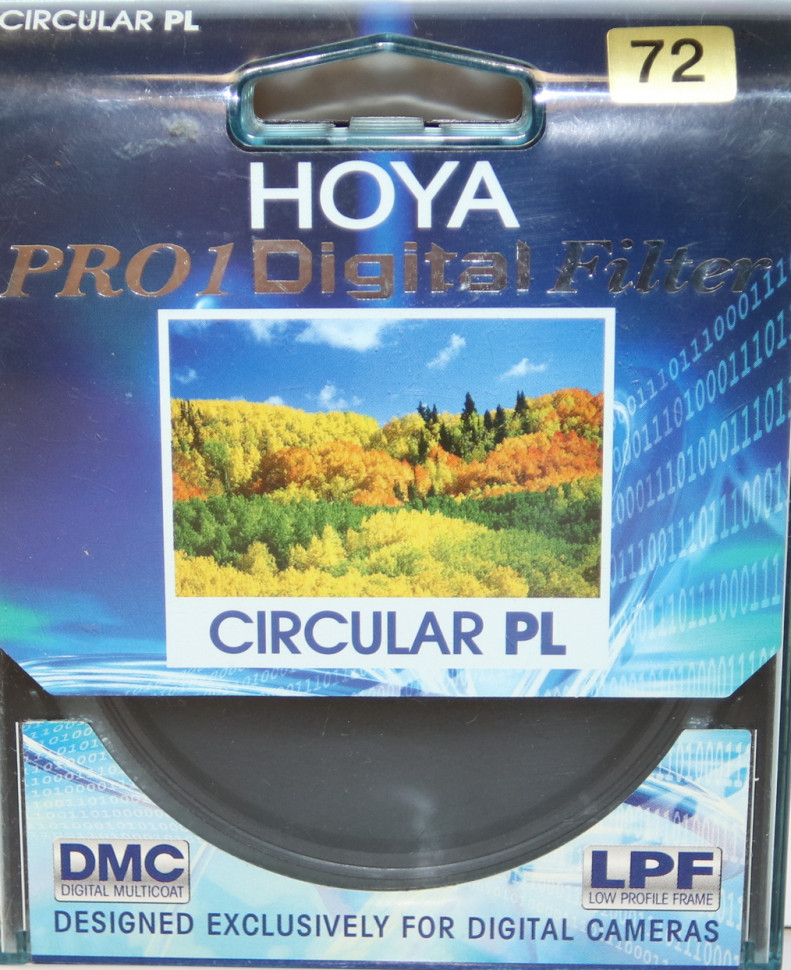 CIRCULAR PL
72
HOYA
PRO1 Digital Filter
CIRCULAR PL
DMC
DIGITAL MULTICOAT
LPF
LOW PROFILE FRAME
DESIGNED EXCLUSIVELY FOR DIGITAL CAMERAS